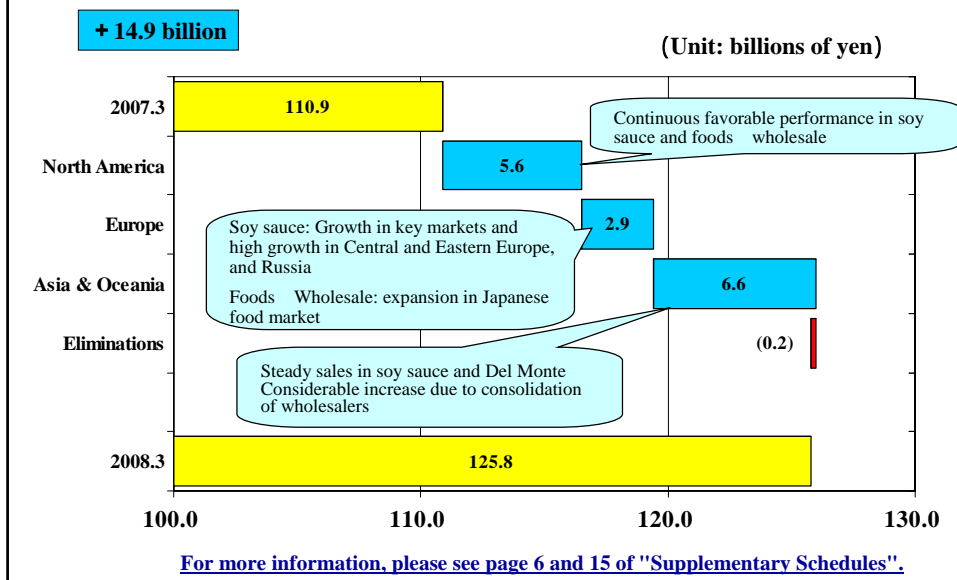 + 14.9 billion
(Unit: billions of yen)
2007.3
110.9
Continuous favorable performance in soy
sauce and foods wholesale
North America
5.6
Europe
2.9
Soy sauce: Growth in key markets and
high growth in Central and Eastern Europe,
and Russia
Foods Wholesale: expansion in Japanese
food market
Asia & Oceania
6.6
Eliminations
(0.2)
Steady sales in soy sauce and Del Monte
Considerable increase due to consolidation
of wholesalers
2008.3
125.8
100.0 110.0 120.0 130.0
For more information, please see page 6 and 15 of "Supplementary Schedules".